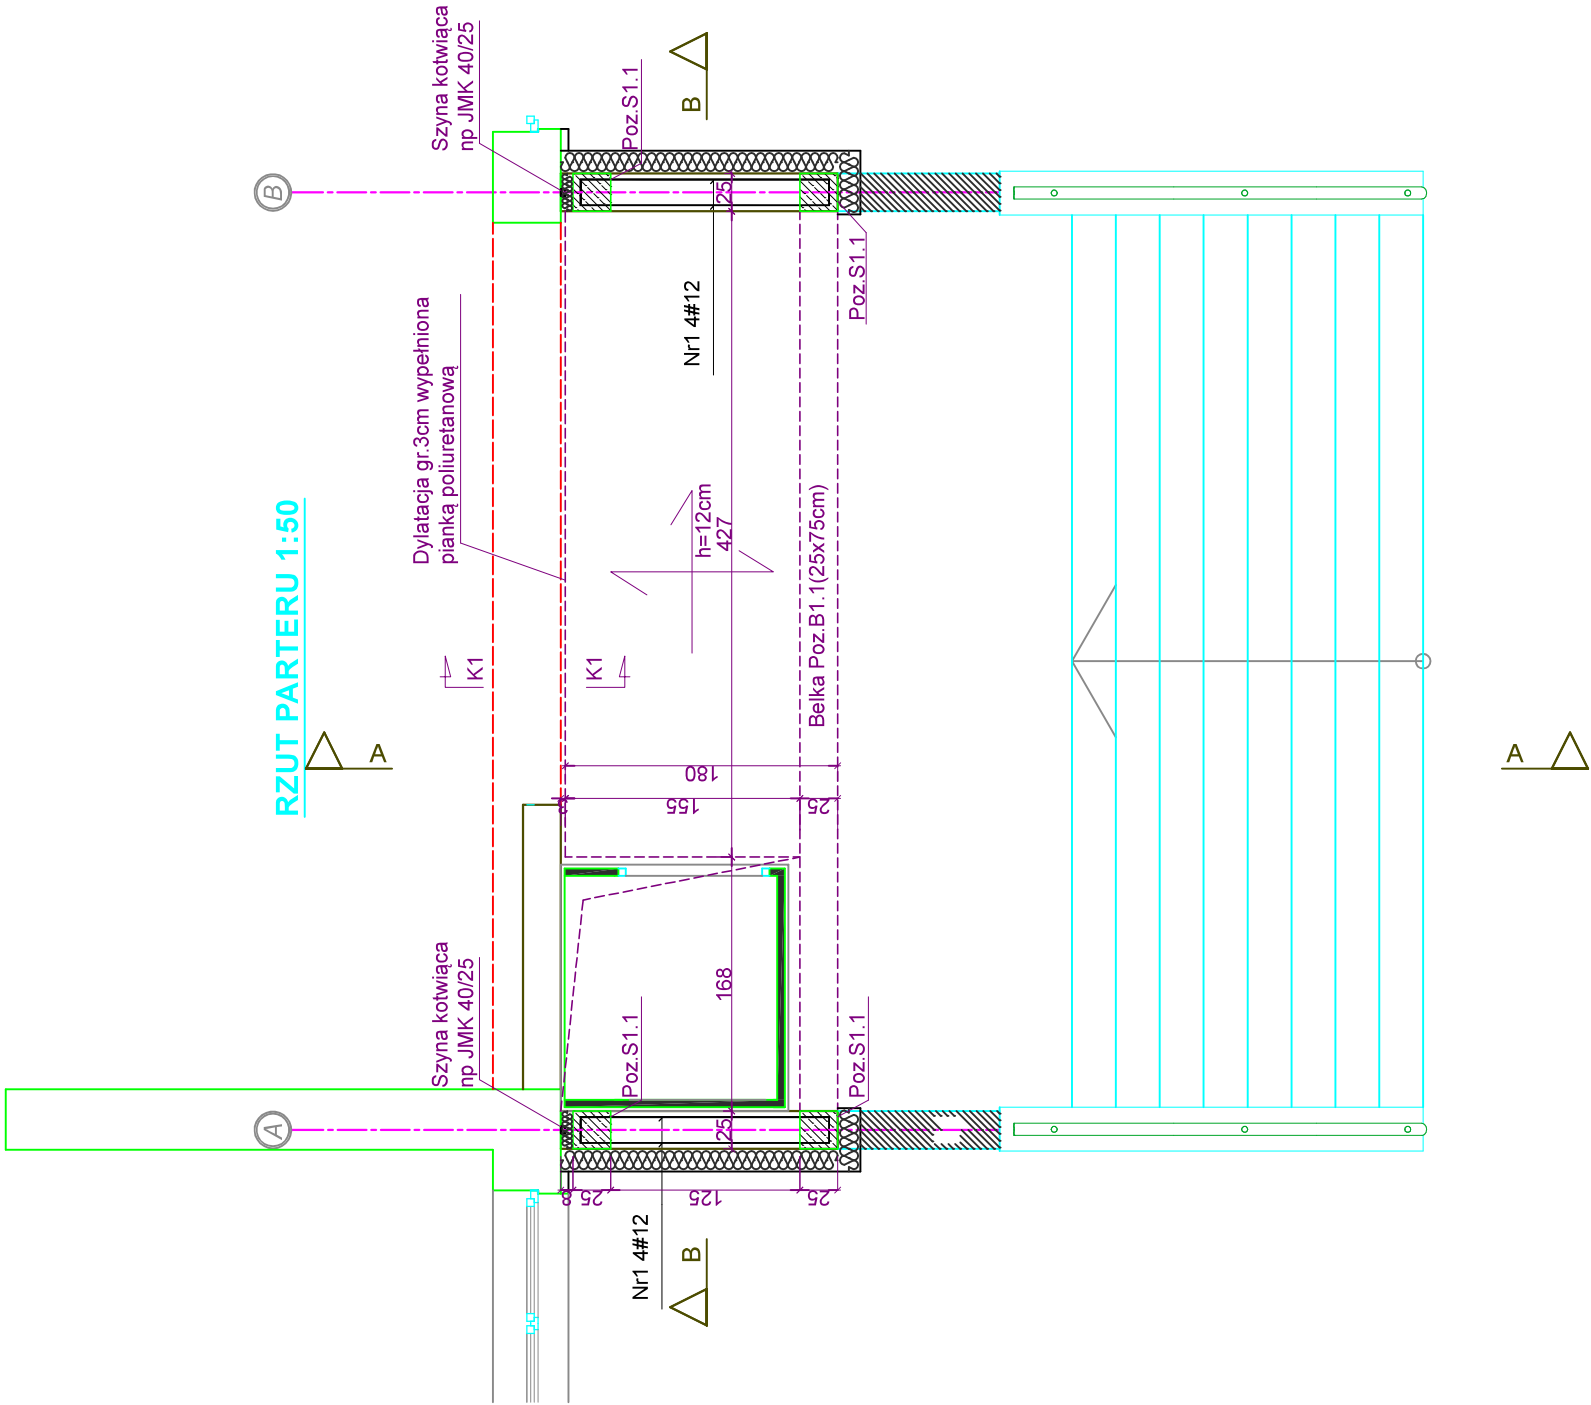 RZUT PARTERU 1:50
A
B
A
A
B
B
Szyna kotwiąca
np JMK 40/25
Szyna kotwiąca
np JMK 40/25
Dylatacja gr.3cm wypełniona
pianką poliuretanową
K1
K1
Poz.S1.1
Poz.S1.1
Poz.S1.1
Poz.S1.1
Nr1 4#12
Nr1 4#12
h=12cm
427
Belka Poz.B1.1(25x75cm)
180
3
155
25
168
25
25
8
25
125
25